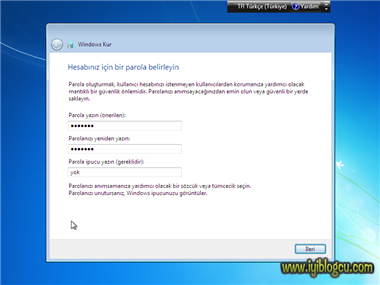 TR Türkçe (Türkiye) Yardım
Windows Kur
Hesabınız için bir parola belirleyin
Parola oluşturmak, kullanıcı hesabınızı istenmeyen kullanıcılardan korumanıza yardımcı olacak
mantıklı bir güvenlik önlemidir. Parolanızı anımsayacağınızdan emin olun veya güvenli bir yerde
saklayın.
Parola yazın (önerilen):
•••••••
Parolanızı yeniden yazın:
•••••••
Parola ipucu yazın (gereklidir):
yok
Parolanızı anımsamanıza yardımcı olacak bir sözcük veya tümcecik seçin.
Parolanızı unutursanız, Windows ipucunuzu görüntüler.
İleri
www.iyiblogcu.com